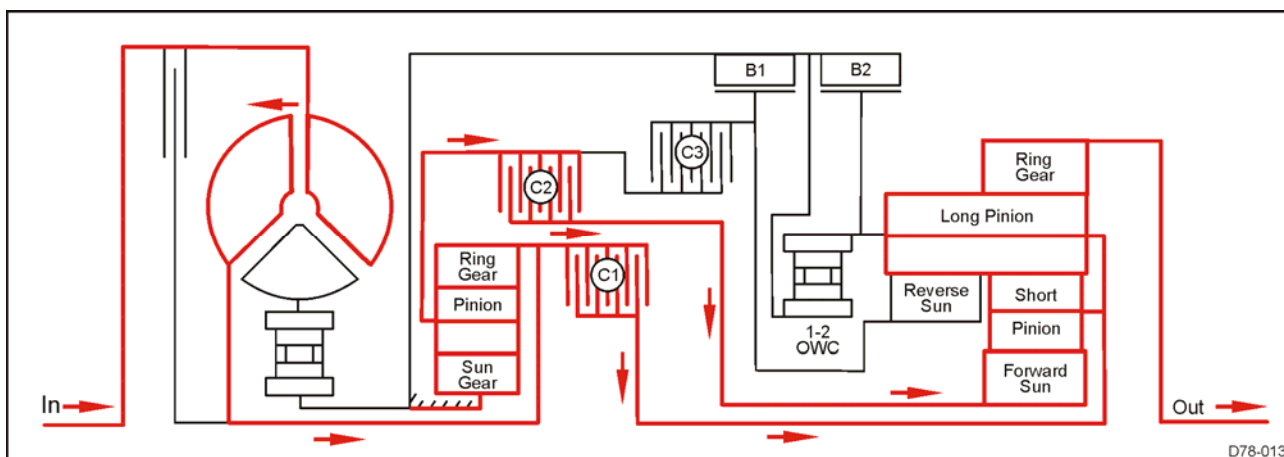 B1
B2
C3
C2
Ring
Gear
Long Pinion
Ring
Gear
C1
Pinion
Reverse
Sun
Short
Pinion
1-2
OWC
Sun
Gear
Forward
Sun
In
Out
D78-013